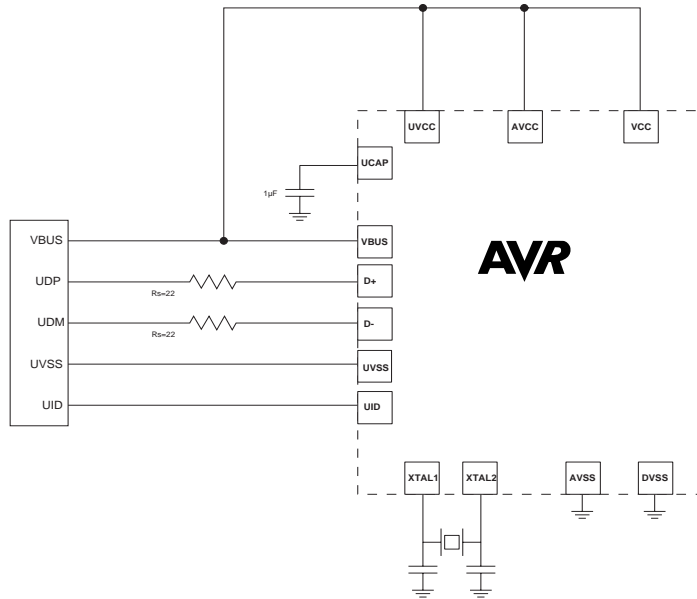 UVCC AVCC VCC
UCAP
1µF
VBUS VBUS
UDP Rs=22 D+
UDM Rs=22 D-
UVSS UVSS
UID UID
AVR
XTAL1 XTAL2 AVSS DVSS